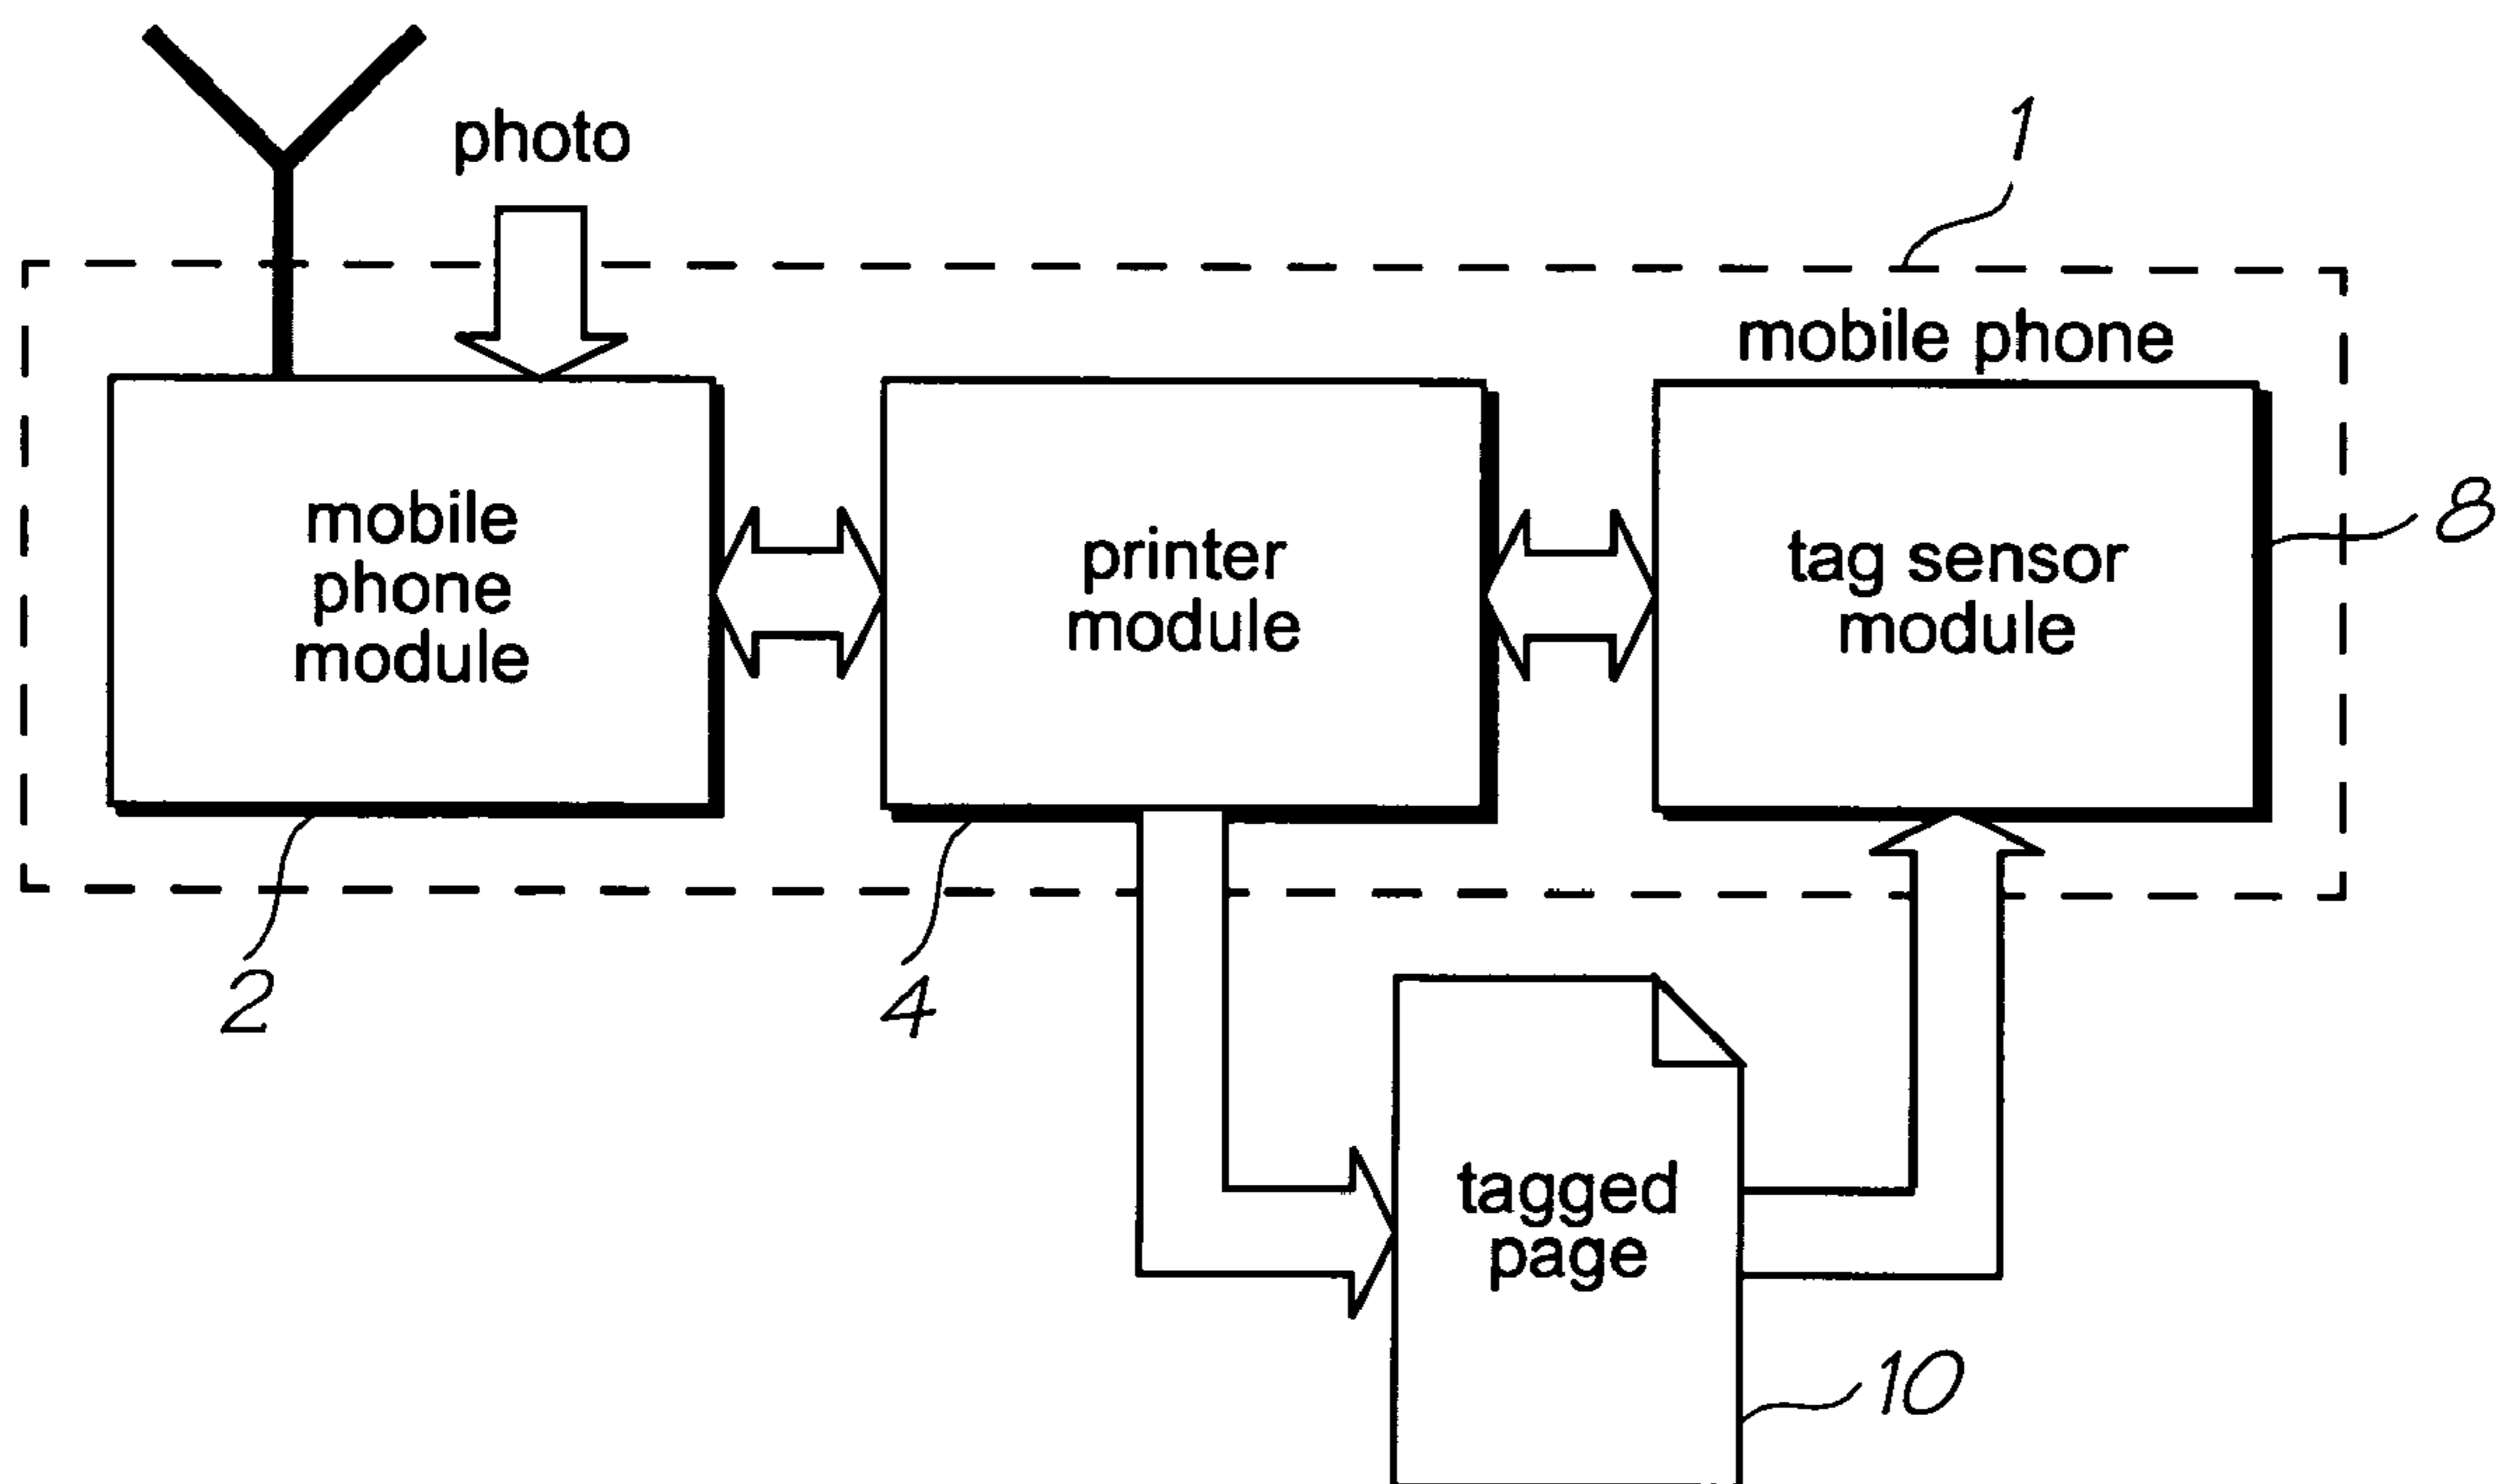 photo
1
mobile phone
mobile
phone
module
printer
module
tag sensor
module
8
2
4
tagged
page
10